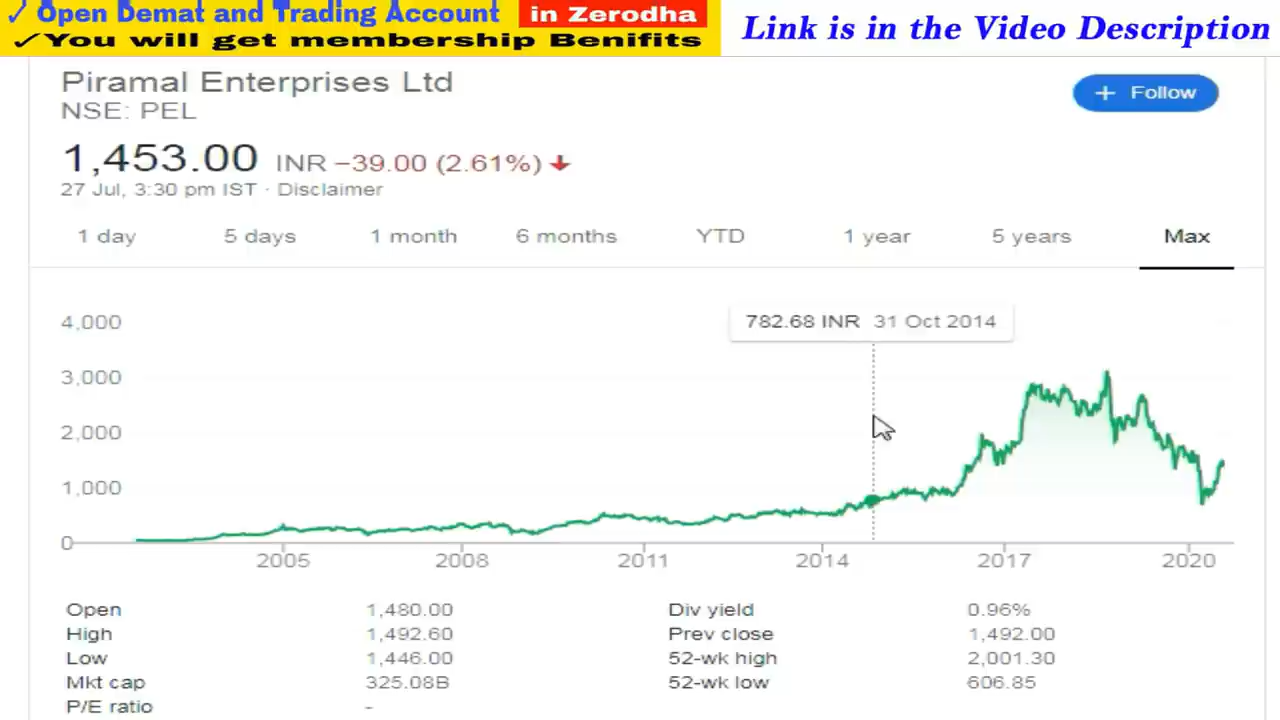 ✓ Open Demat and Trading Account in Zerodha
✓You will get membership Benifits
Link is in the Video Description
Piramal Enterprises Ltd
NSE: PEL
+ Follow
1,453.00 INR −39.00 (2.61%) ↓
27 Jul, 3:30 pm IST · Disclaimer
1 day 5 days 1 month 6 months YTD 1 year 5 years Max
782.68 INR 31 Oct 2014
4,000
3,000
2,000
1,000
0
2005 2008 2011 2014 2017 2020
Open 1,480.00 Div yield 0.96%
High 1,492.60 Prev close 1,492.00
Low 1,446.00 52-wk high 2,001.30
Mkt cap 325.08B 52-wk low 606.85
P/E ratio -